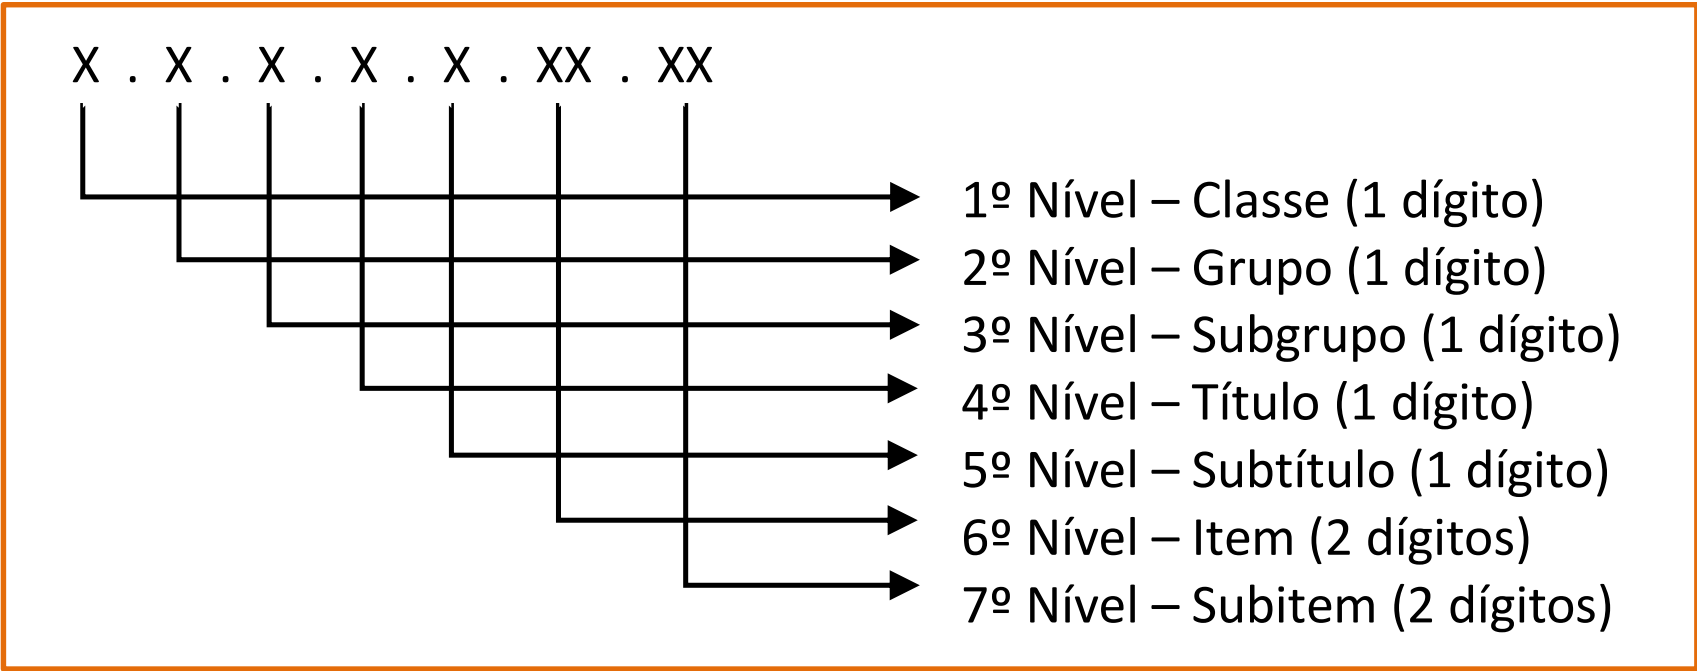 X . X . X . X . X . XX . XX
1º Nível – Classe (1 dígito)
2º Nível – Grupo (1 dígito)
3º Nível – Subgrupo (1 dígito)
4º Nível – Título (1 dígito)
5º Nível – Subtítulo (1 dígito)
6º Nível – Item (2 dígitos)
7º Nível – Subitem (2 dígitos)